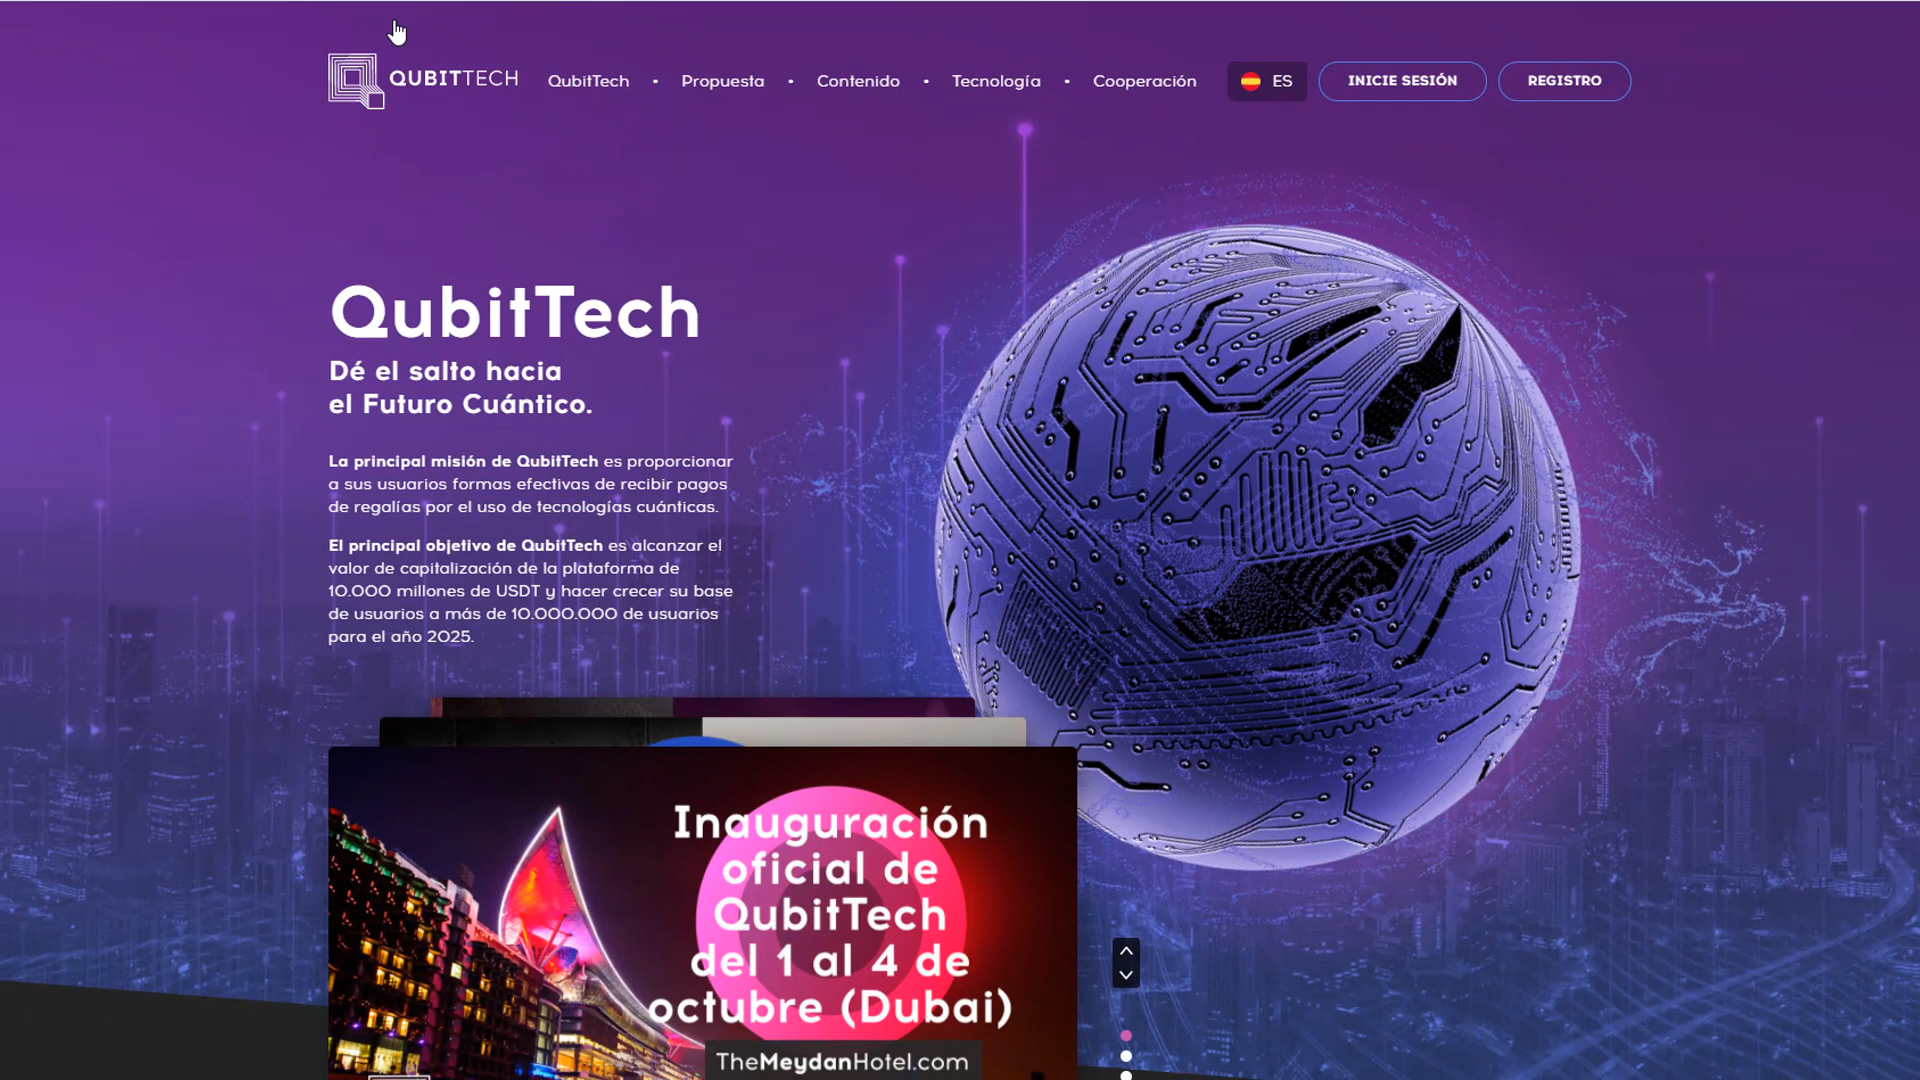 QUBITTECH
QubitTech • Propuesta • Contenido • Tecnología • Cooperación
ES
INICIE SESIÓN
REGISTRO
QubitTech
Dé el salto hacia
el Futuro Cuántico.
La principal misión de QubitTech es proporcionar
a sus usuarios formas efectivas de recibir pagos
de regalías por el uso de tecnologías cuánticas.
El principal objetivo de QubitTech es alcanzar el
valor de capitalización de la plataforma de
10.000 millones de USDT y hacer crecer su base
de usuarios a más de 10.000.000 de usuarios
para el año 2025.
Inauguración
oficial de
QubitTech
del 1 al 4 de
octubre (Dubai)
TheMeydanHotel.com